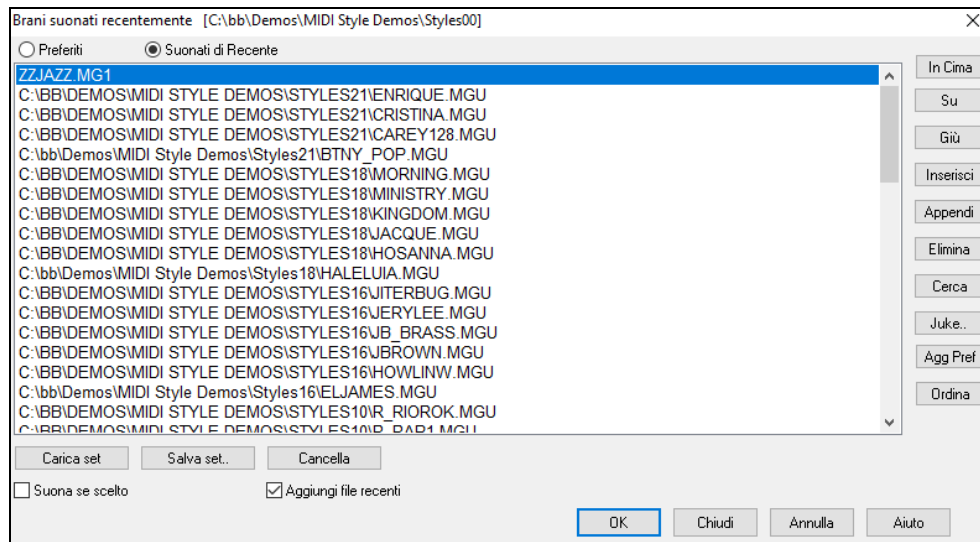 Brani suonati recentemente [C:\bb\Demos\MIDI Style Demos\Styles00]
Preferiti Suonati di Recente
ZZJAZZ.MG1
C:\BB\DEMOS\MIDI STYLE DEMOS\STYLES21\ENRIQUE.MGU
C:\BB\DEMOS\MIDI STYLE DEMOS\STYLES21\CRISTINA.MGU
C:\BB\DEMOS\MIDI STYLE DEMOS\STYLES21\CAREY128.MGU
C:\bb\Demos\MIDI Style Demos\Styles21\BTNY_POP.MGU
C:\BB\DEMOS\MIDI STYLE DEMOS\STYLES18\MORNING.MGU
C:\BB\DEMOS\MIDI STYLE DEMOS\STYLES18\MINISTRY.MGU
C:\BB\DEMOS\MIDI STYLE DEMOS\STYLES18\KINGDOM.MGU
C:\BB\DEMOS\MIDI STYLE DEMOS\STYLES18\JACQUE.MGU
C:\BB\DEMOS\MIDI STYLE DEMOS\STYLES18\HOSANNA.MGU
C:\bb\Demos\MIDI Style Demos\Styles18\HALELUIA.MGU
C:\BB\DEMOS\MIDI STYLE DEMOS\STYLES16\JITERBUG.MGU
C:\BB\DEMOS\MIDI STYLE DEMOS\STYLES16\JERYLEE.MGU
C:\BB\DEMOS\MIDI STYLE DEMOS\STYLES16\JB_BRASS.MGU
C:\BB\DEMOS\MIDI STYLE DEMOS\STYLES16\JBROWN.MGU
C:\BB\DEMOS\MIDI STYLE DEMOS\STYLES16\HOWLINW.MGU
C:\bb\Demos\MIDI Style Demos\Styles16\ELJAMES.MGU
C:\BB\DEMOS\MIDI STYLE DEMOS\STYLES10\R_RIOROK.MGU
C:\BB\DEMOS\MIDI STYLE DEMOS\STYLES10\R_RAP1.MGU
In Cima
Su
Giù
Inserisci
Appendi
Elimina
Cerca
Juke..
Agg Pref
Ordina
Carica set Salva set.. Cancella
Suona se scelto Aggiungi file recenti
OK Chiudi Annulla Aiuto